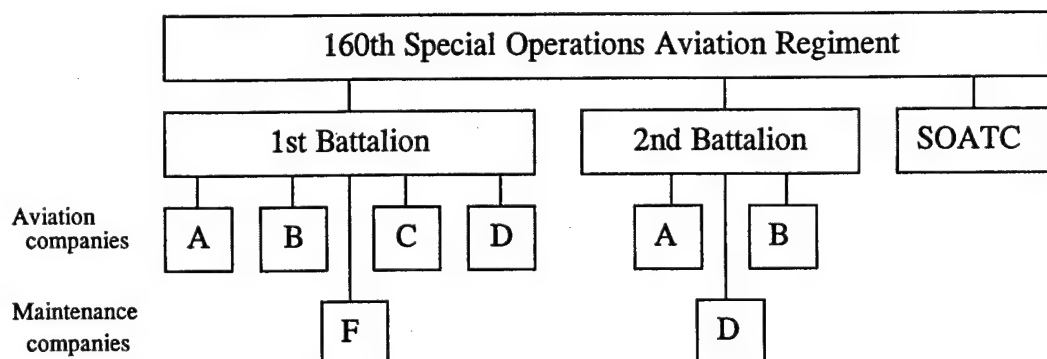 160th Special Operations Aviation Regiment
1st Battalion
2nd Battalion
SOATC
Aviation
companies
A
B
C
D
A
B
Maintenance
companies
F
D